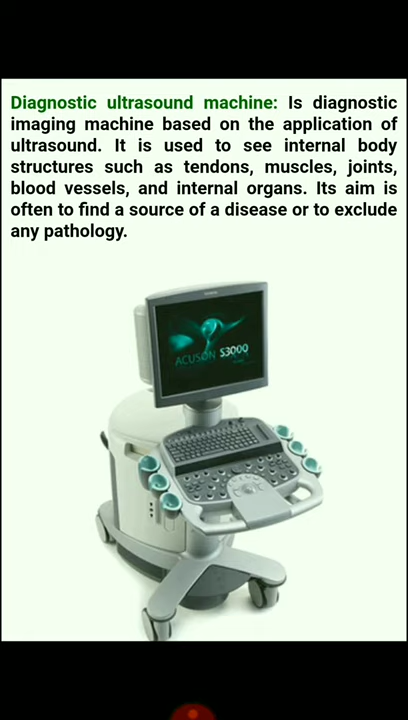 Diagnostic ultrasound machine: Is diagnostic
imaging machine based on the application of
ultrasound. It is used to see internal body
structures such as tendons, muscles, joints,
blood vessels, and internal organs. Its aim is
often to find a source of a disease or to exclude
any pathology.
ACUSON S3000